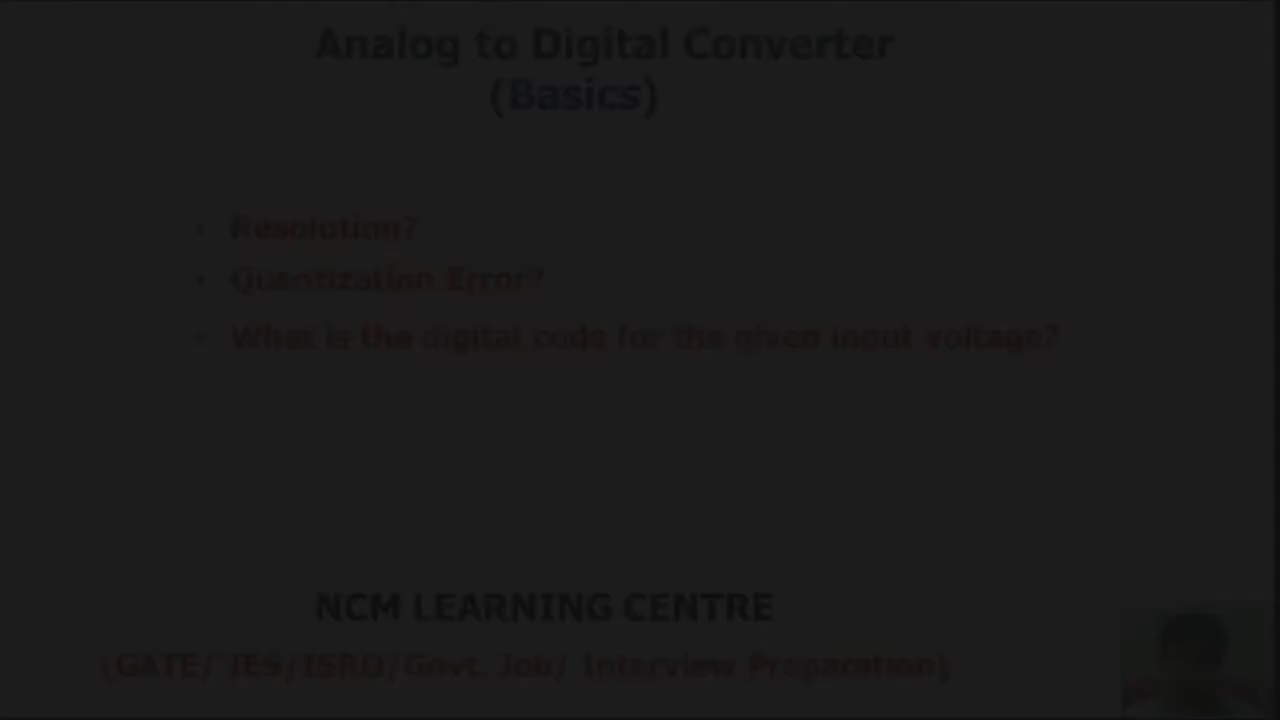 Analog to Digital Converter
(Basics)
• Resolution?
• Quantization Error?
• What is the digital code for the given input voltage?
NCM LEARNING CENTRE
(GATE/ IES/ISRO/Govt. Job/ Interview Preparation)